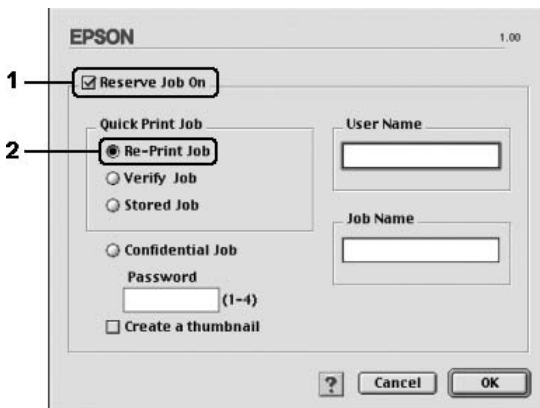 EPSON
1.00
1
Reserve Job On
Quick Print Job
2
Re-Print Job
Verify Job
Stored Job
Confidential Job
Password
(1-4)
Create a thumbnail
User Name
Job Name
?
Cancel
OK